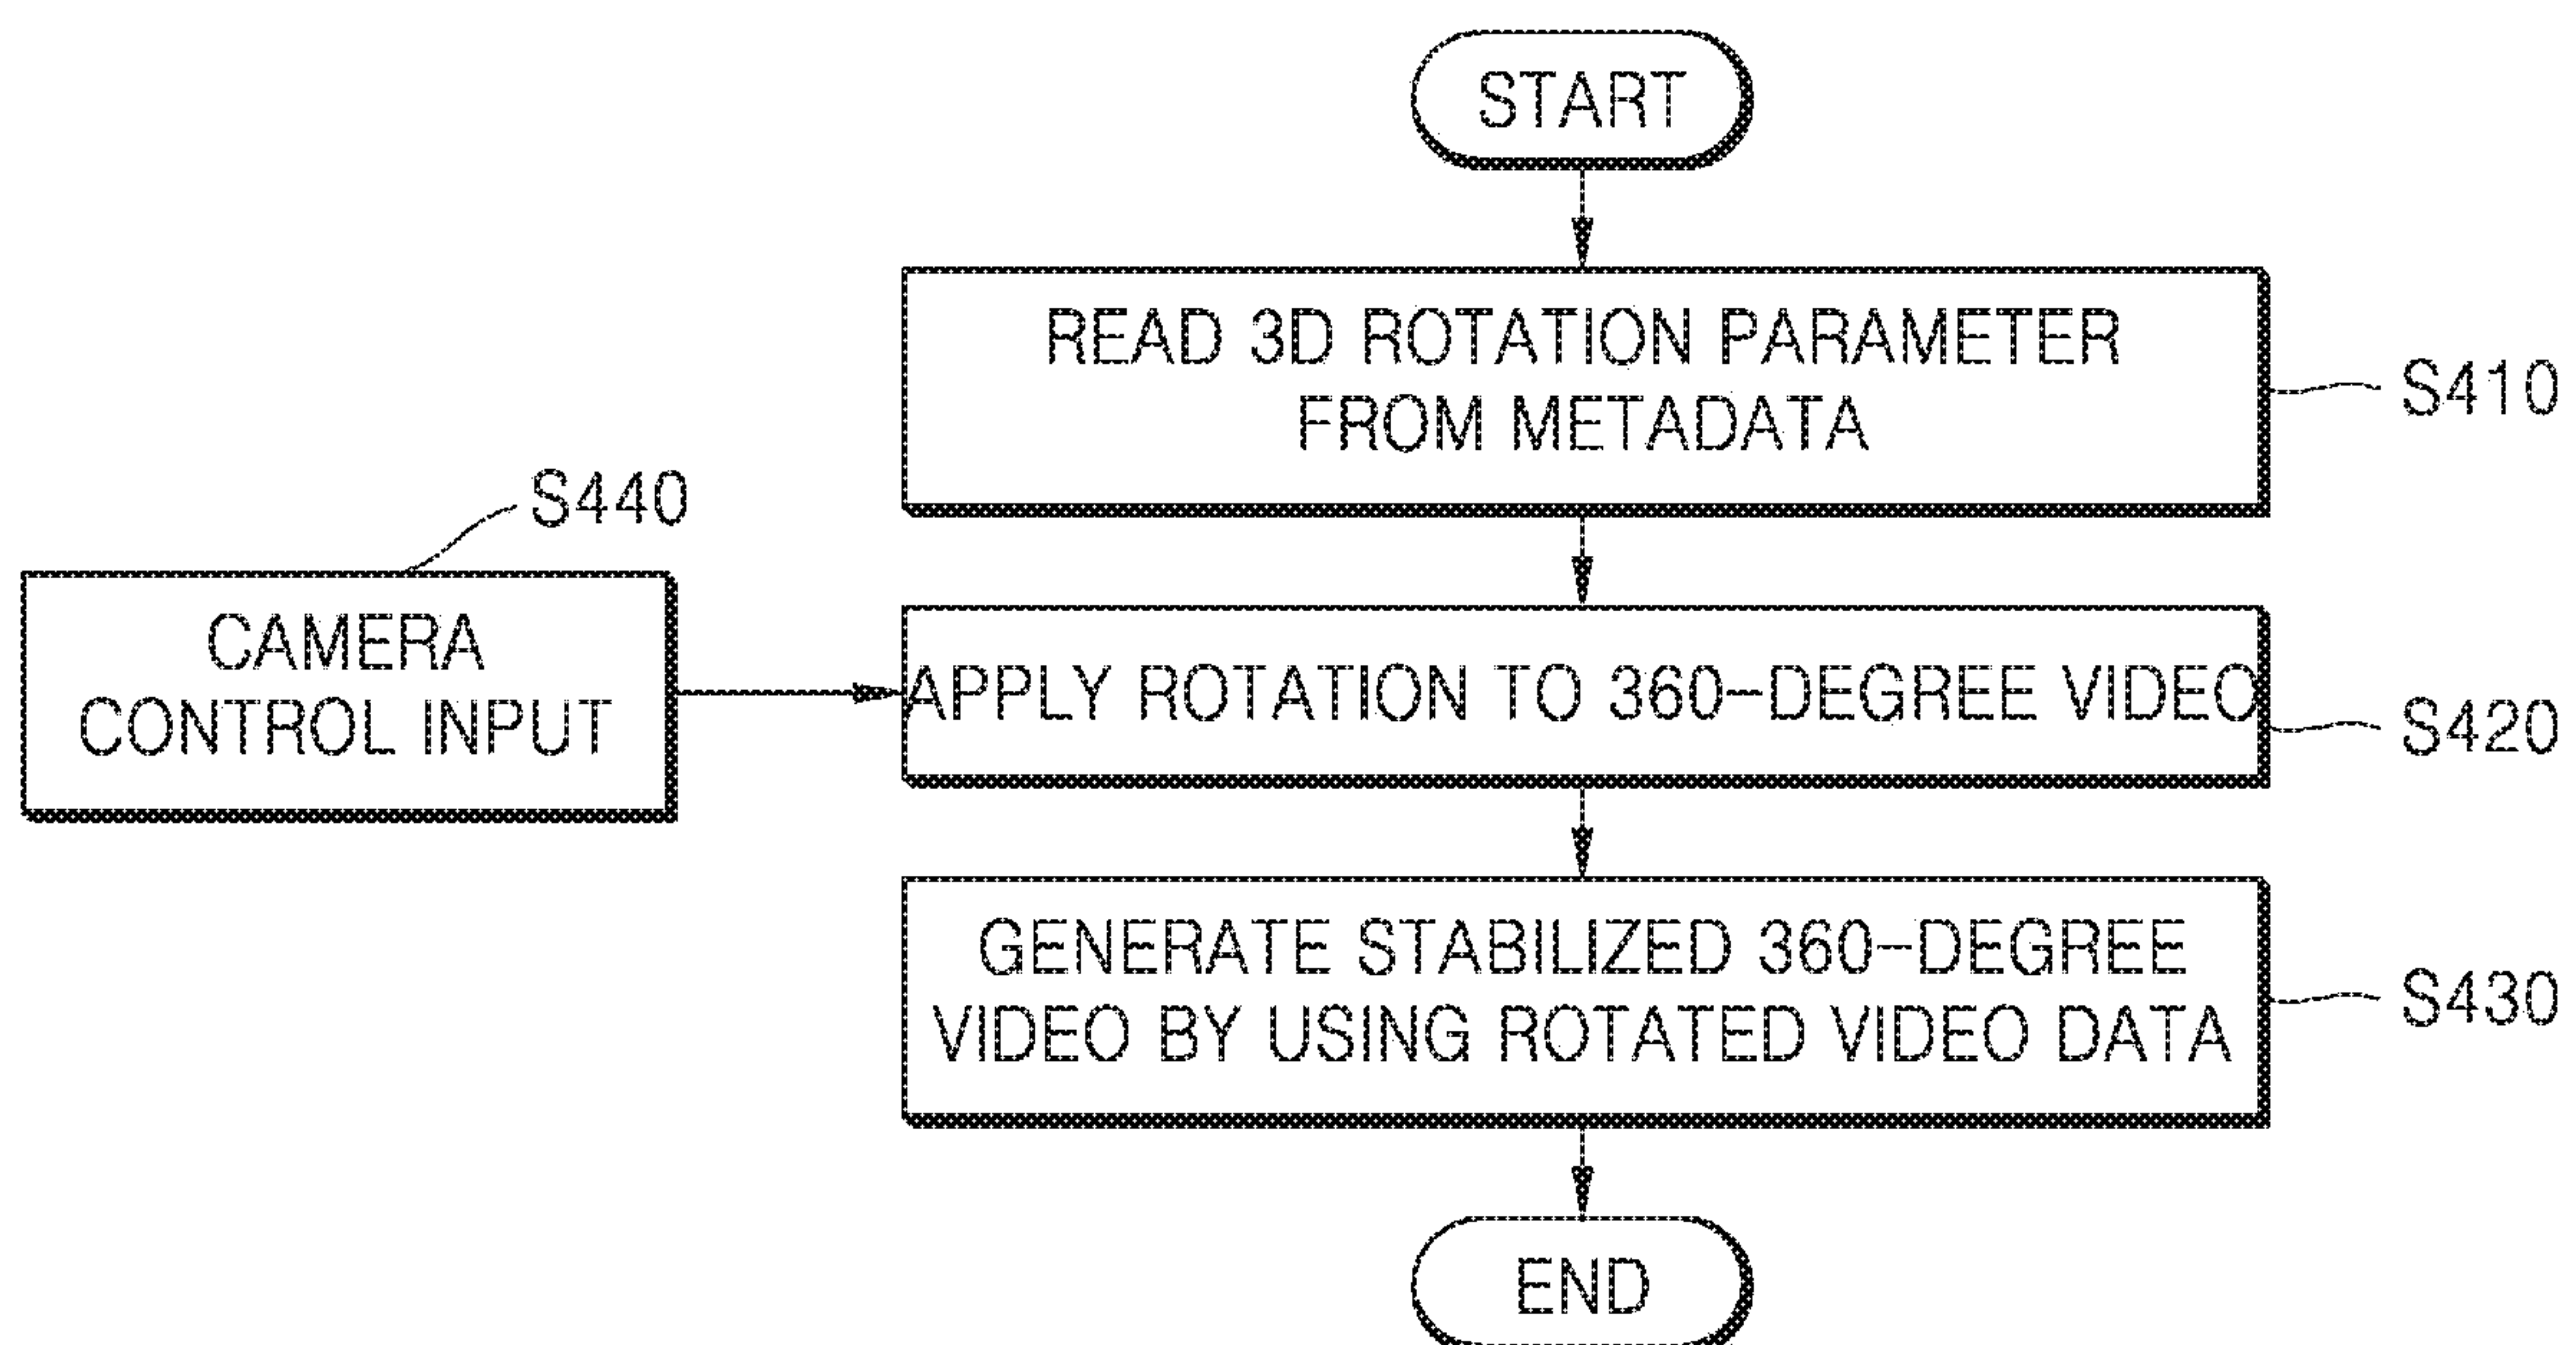 START
READ 3D ROTATION PARAMETER
FROM METADATA
S410
S440
CAMERA
CONTROL INPUT
APPLY ROTATION TO 360-DEGREE VIDEO
S420
GENERATE STABILIZED 360-DEGREE
VIDEO BY USING ROTATED VIDEO DATA
S430
END